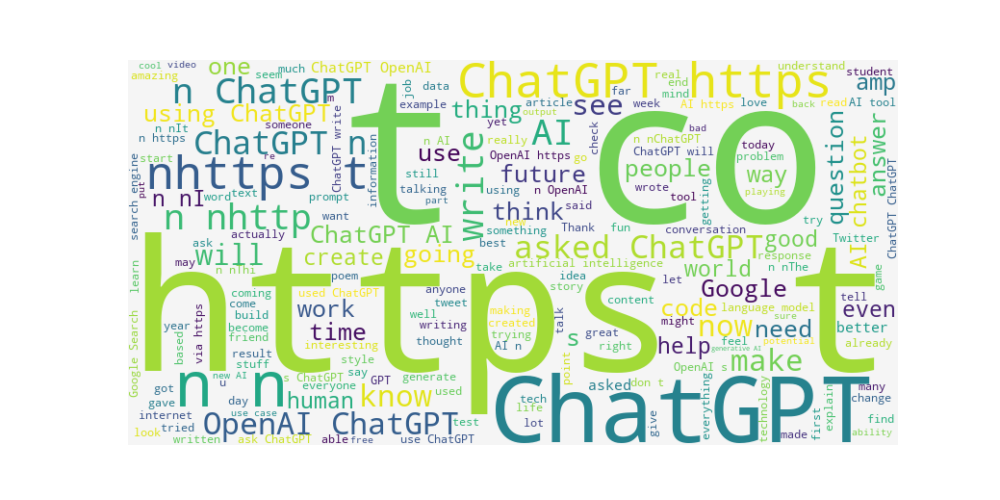 cool video
amazing
seem
much
ChatGPT OpenAI
one
n ChatGPT
using ChatGPT
someone
n nIt
n https
ChatGPT n
re
start
nhttps t
put
n nI
word
text
search engine
n nhttp
actually
ask
may
n nThi
will
ChatGPT AI
create
poem
prompt
want
information
ChatGPT write
m
job
data
example
t co
ChatGPT https
thing
article
week
far
see
real
end
mind
AI https
love
understand
back
read
student
amp
AI tool
yet
output
really
AI
check
bad
n nChatGPT
ChatGPT will
today
problem
way
playing
question
answer
AI chatbot
ChatGPT ChatGPT
use
still
n AI
talking
part
OpenAI https
go
future
using
n OpenAI
write
think
said
people
wrote
tool
getting
new
something
Thank
fun
conversation
try
Twitter
going
best
asked ChatGPT
good
response
take
artificial intelligence
idea
story
world
let
n nThe
game
learn
https t
coming
come
build
become
friend
used ChatGPT
anyone
tweet
work
time
well
writing
thought
interesting
making
created
trying
AI n
talk
content
great
right
s
Google
code
language model
might
now
sure
need
feel
help
generative AI
potential
tell
even
better
already
Google Search
year
based
via https
result
stuff
new AI
style
say
point
OpenAI s
make
n n
s ChatGPT
everyone
GPT
generate
human
know
used
asked
don t
many
change
got
gave
u
internet
day
use case
tried
OpenAI ChatGPT
test
tech
life
lot
ChatGPT
give
everything
technology
made
first
explain
find
ability
look
written
ask ChatGPT
able
free
use ChatGPT